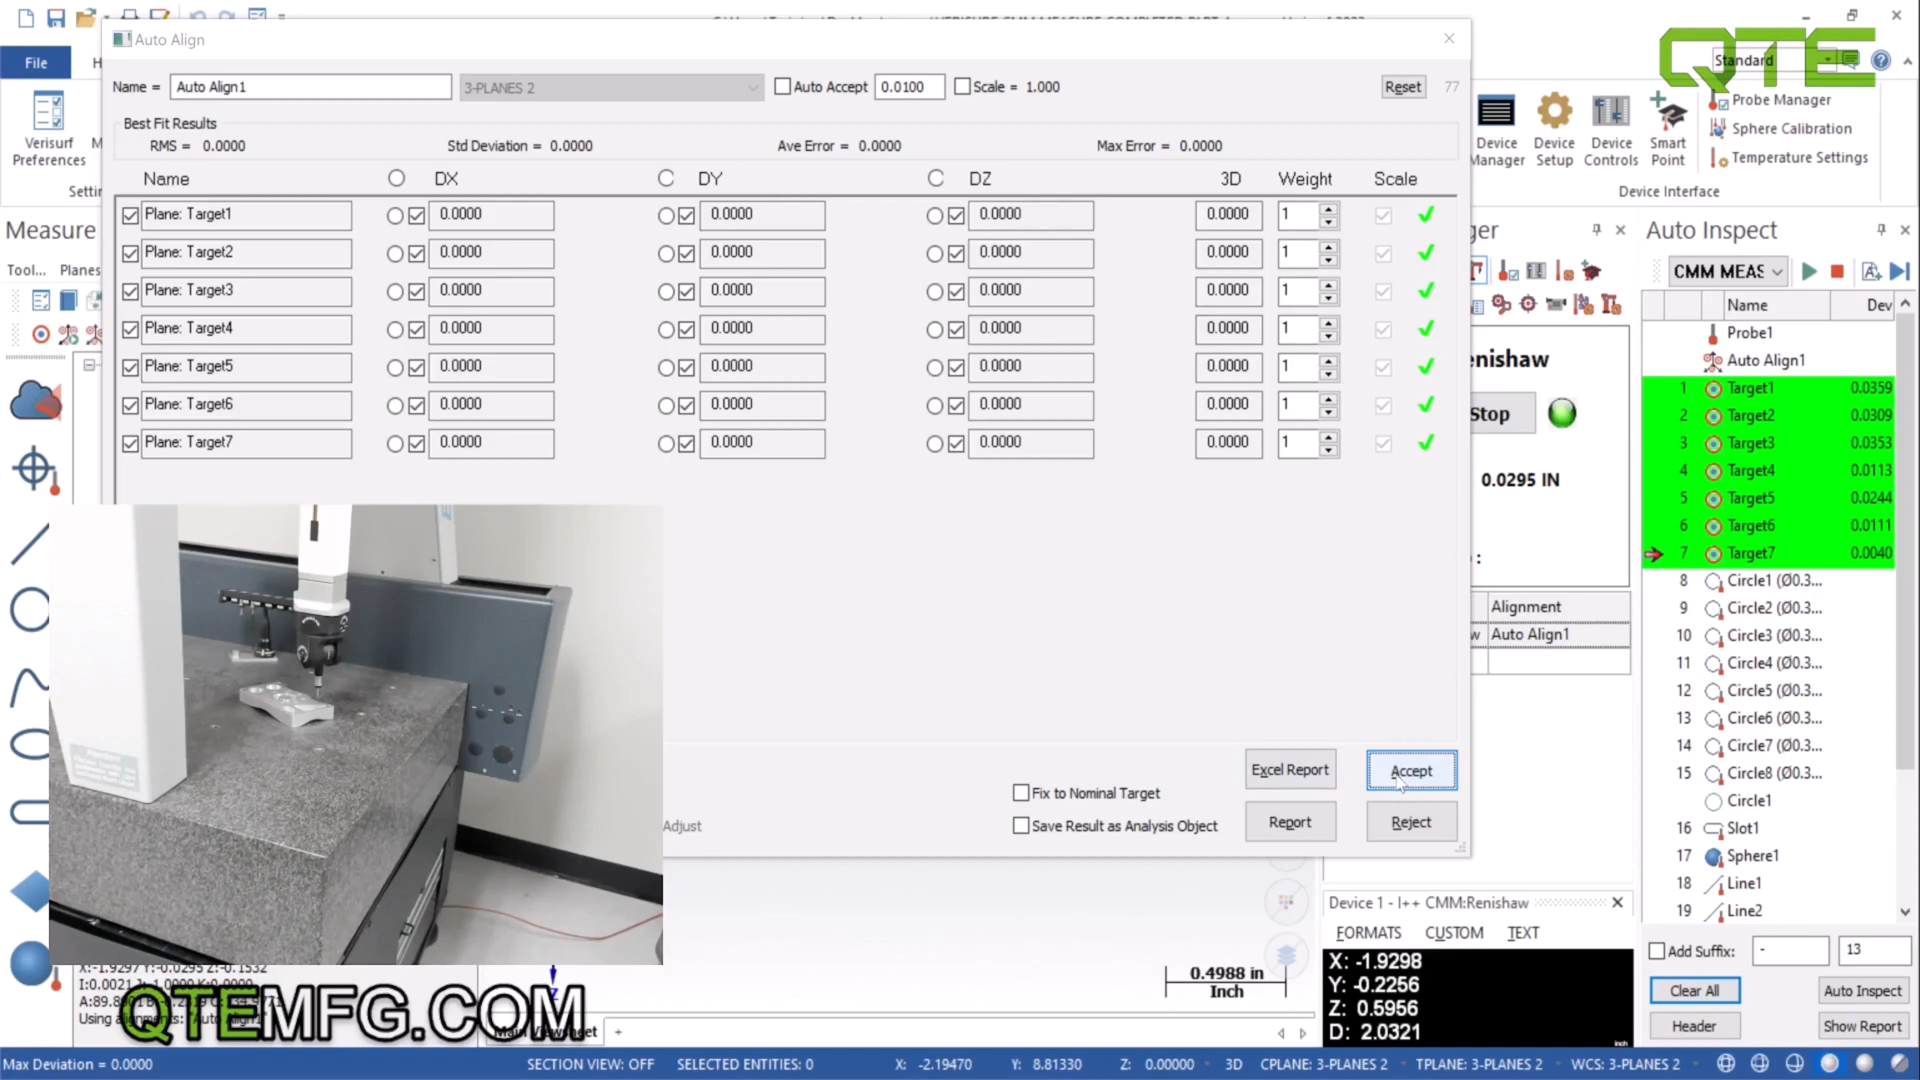 Auto Align
File
Verisurf
Preferences
Name =
Auto Align1
3-PLANES 2
Auto Accept
0.0100
Scale = 1.000
Reset
77
Standard
QTE
Device
Manager
Device
Setup
Device
Controls
Smart
Point
Probe Manager
Sphere Calibration
Temperature Settings
Device Interface
Best Fit Results
RMS = 0.0000
Std Deviation = 0.0000
Ave Error = 0.0000
Max Error = 0.0000
Name DX DY DZ 3D Weight Scale
Plane: Target1 0.0000 0.0000 0.0000 0.0000 1
Plane: Target2 0.0000 0.0000 0.0000 0.0000 1
Plane: Target3 0.0000 0.0000 0.0000 0.0000 1
Plane: Target4 0.0000 0.0000 0.0000 0.0000 1
Plane: Target5 0.0000 0.0000 0.0000 0.0000 1
Plane: Target6 0.0000 0.0000 0.0000 0.0000 1
Plane: Target7 0.0000 0.0000 0.0000 0.0000 1
Measure
Tool... Planes
Adjust
Fix to Nominal Target
Save Result as Analysis Object
Excel Report
Accept
Report
Reject
Stop
0.0295 IN
Alignment
Auto Align1
Auto Inspect
CMM MEAS
Name Dev
Probe1
Auto Align1
1 Target1 0.0359
2 Target2 0.0309
3 Target3 0.0353
4 Target4 0.0113
5 Target5 0.0244
6 Target6 0.0111
7 Target7 0.0040
8 Circle1 (Ø0.3...
9 Circle2 (Ø0.3...
10 Circle3 (Ø0.3...
11 Circle4 (Ø0.3...
12 Circle5 (Ø0.3...
13 Circle6 (Ø0.3...
14 Circle7 (Ø0.3...
15 Circle8 (Ø0.3...
Circle1
16 Slot1
17 Sphere1
18 Line1
19 Line2
Add Suffix: - 13
Clear All
Auto Inspect
Header
Show Report
Device 1 - I++ CMM:Renishaw
FORMATS CUSTOM TEXT
X: -1.9298
Y: -0.2256
Z: 0.5956
D: 2.0321
inch
0.4988 in
Inch
X:-1.9297 Y:-0.0295 Z:-0.1532
Using alignments: "Auto Align1"
QTEMFG.COM
Main Viewsheet
Max Deviation = 0.0000
SECTION VIEW: OFF
SELECTED ENTITIES: 0
X: -2.19470
Y: 8.81330
Z: 0.00000
3D
CPLANE: 3-PLANES 2
TPLANE: 3-PLANES 2
WCS: 3-PLANES 2